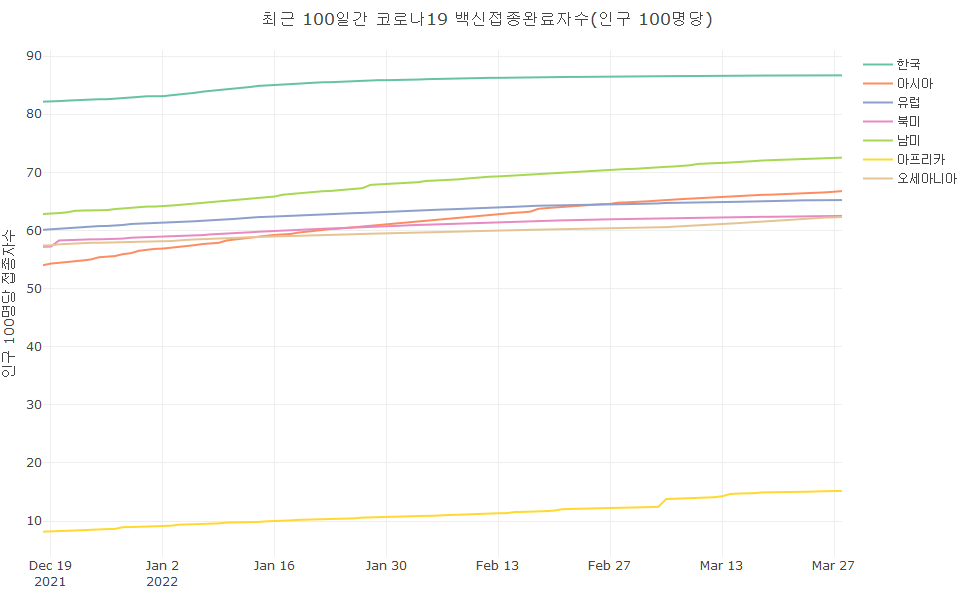 최근 100일간 코로나19 백신접종완료자수(인구 100명당)
인구 100명당 접종자수
90
80
70
60
50
40
30
20
10
Dec 19
2021
Jan 2
2022
Jan 16
Jan 30
Feb 13
Feb 27
Mar 13
Mar 27
한국
아시아
유럽
북미
남미
아프리카
오세아니아